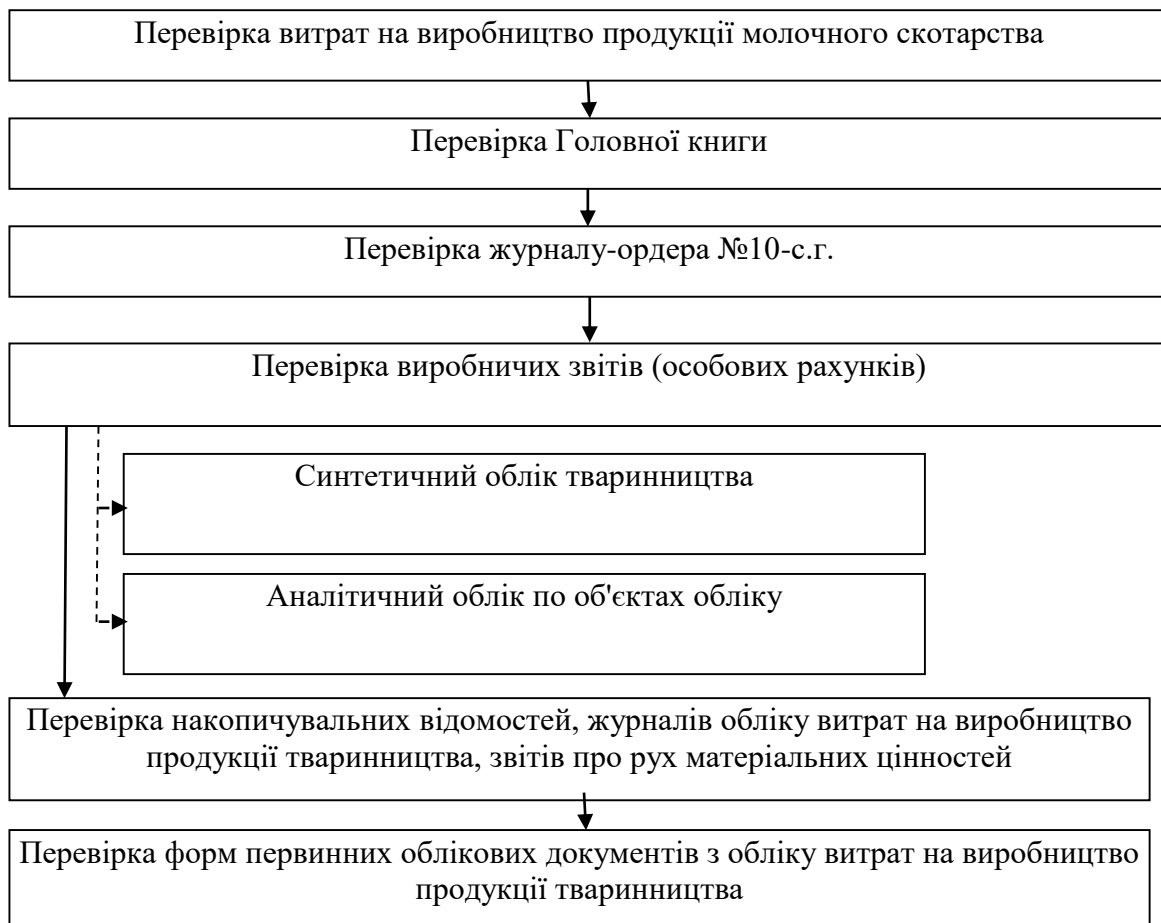 Перевірка витрат на виробництво продукції молочного скотарства
Перевірка Головної книги
Перевірка журналу-ордера №10-с.г.
Перевірка виробничих звітів (особових рахунків)
Синтетичний облік тваринництва
Аналітичний облік по об'єктах обліку
Перевірка накопичувальних відомостей, журналів обліку витрат на виробництво
продукції тваринництва, звітів про рух матеріальних цінностей
Перевірка форм первинних облікових документів з обліку витрат на виробництво
продукції тваринництва